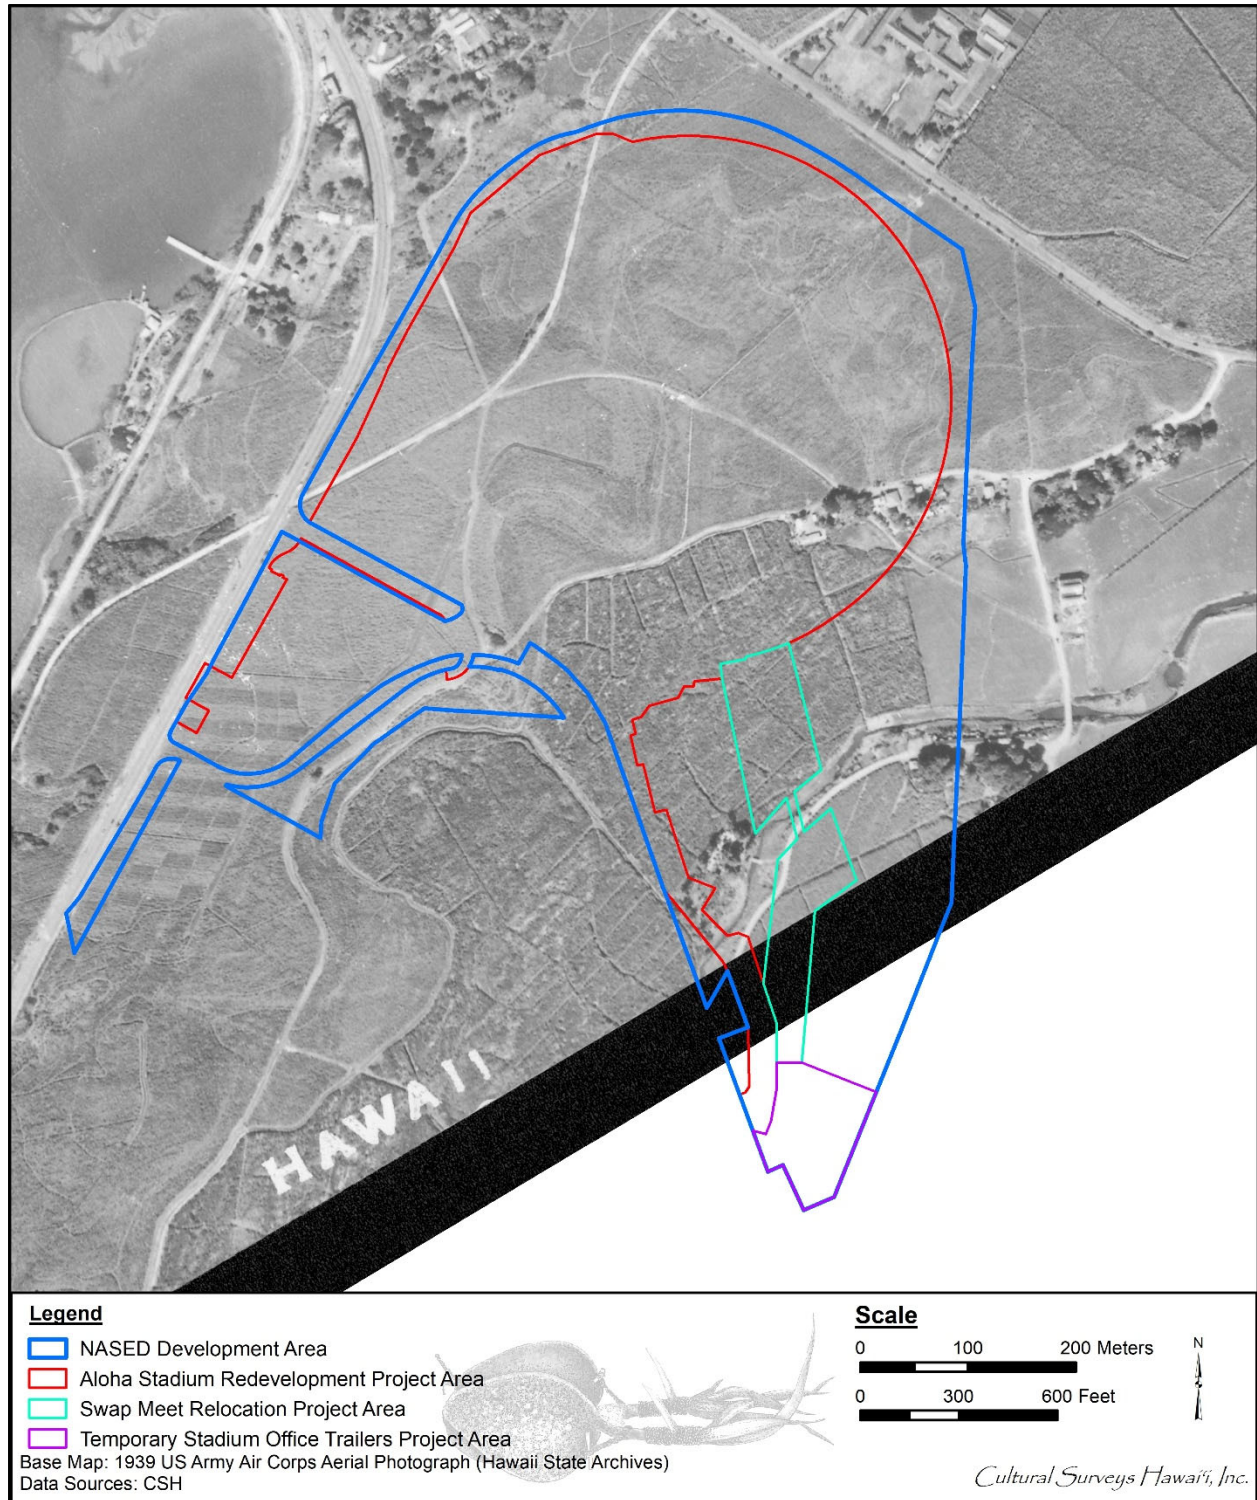 HAWAII
Legend
NASED Development Area
Aloha Stadium Redevelopment Project Area
Swap Meet Relocation Project Area
Temporary Stadium Office Trailers Project Area
Base Map: 1939 US Army Air Corps Aerial Photograph (Hawaii State Archives)
Data Sources: CSH
Scale
0 100 200 Meters
0 300 600 Feet
N
Cultural Surveys Hawai‘i, Inc.